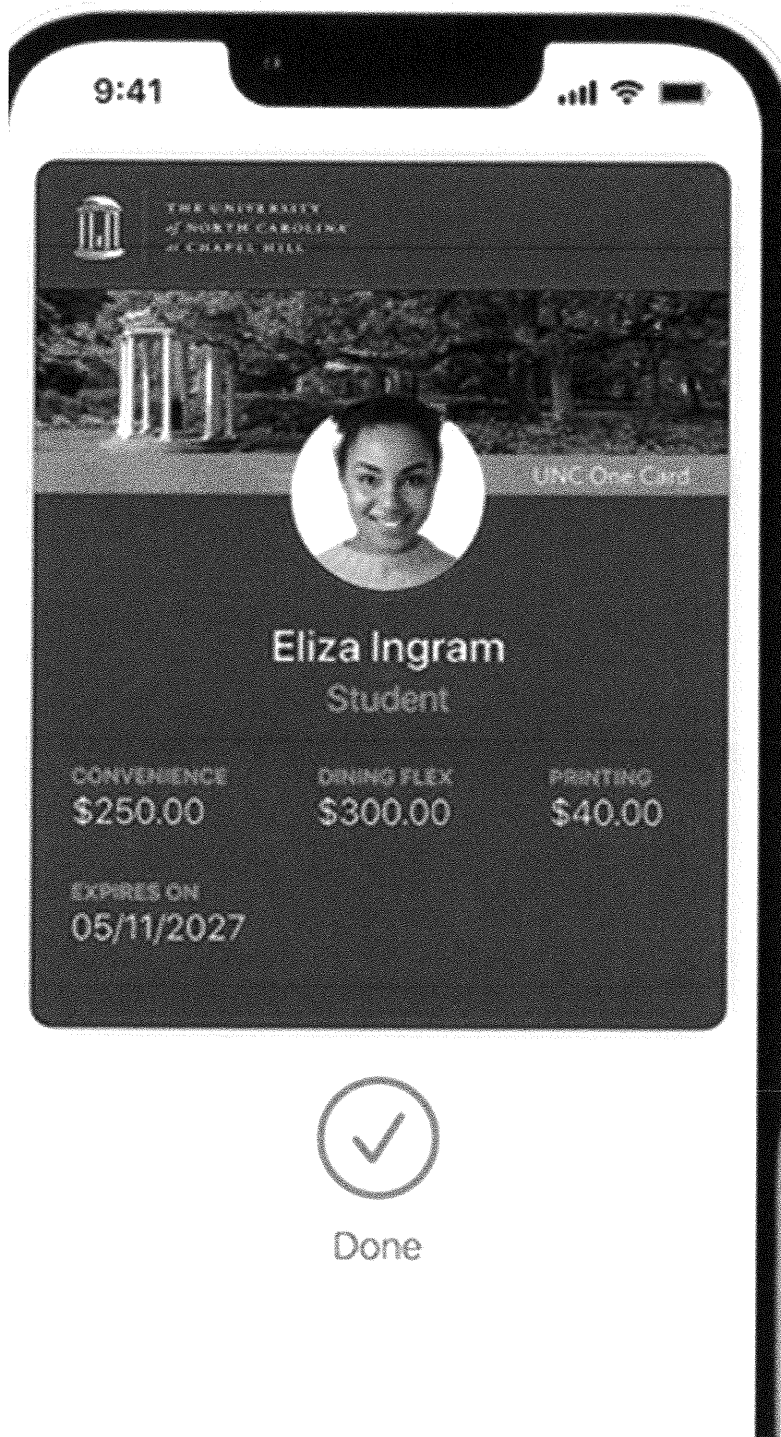 9:41
THE UNIVERSITY
of NORTH CAROLINA
at CHAPEL HILL
UNC One Card
Eliza Ingram
Student
CONVENIENCE DINING FLEX PRINTING
$250.00 $300.00 $40.00
EXPIRES ON
05/11/2027
Done